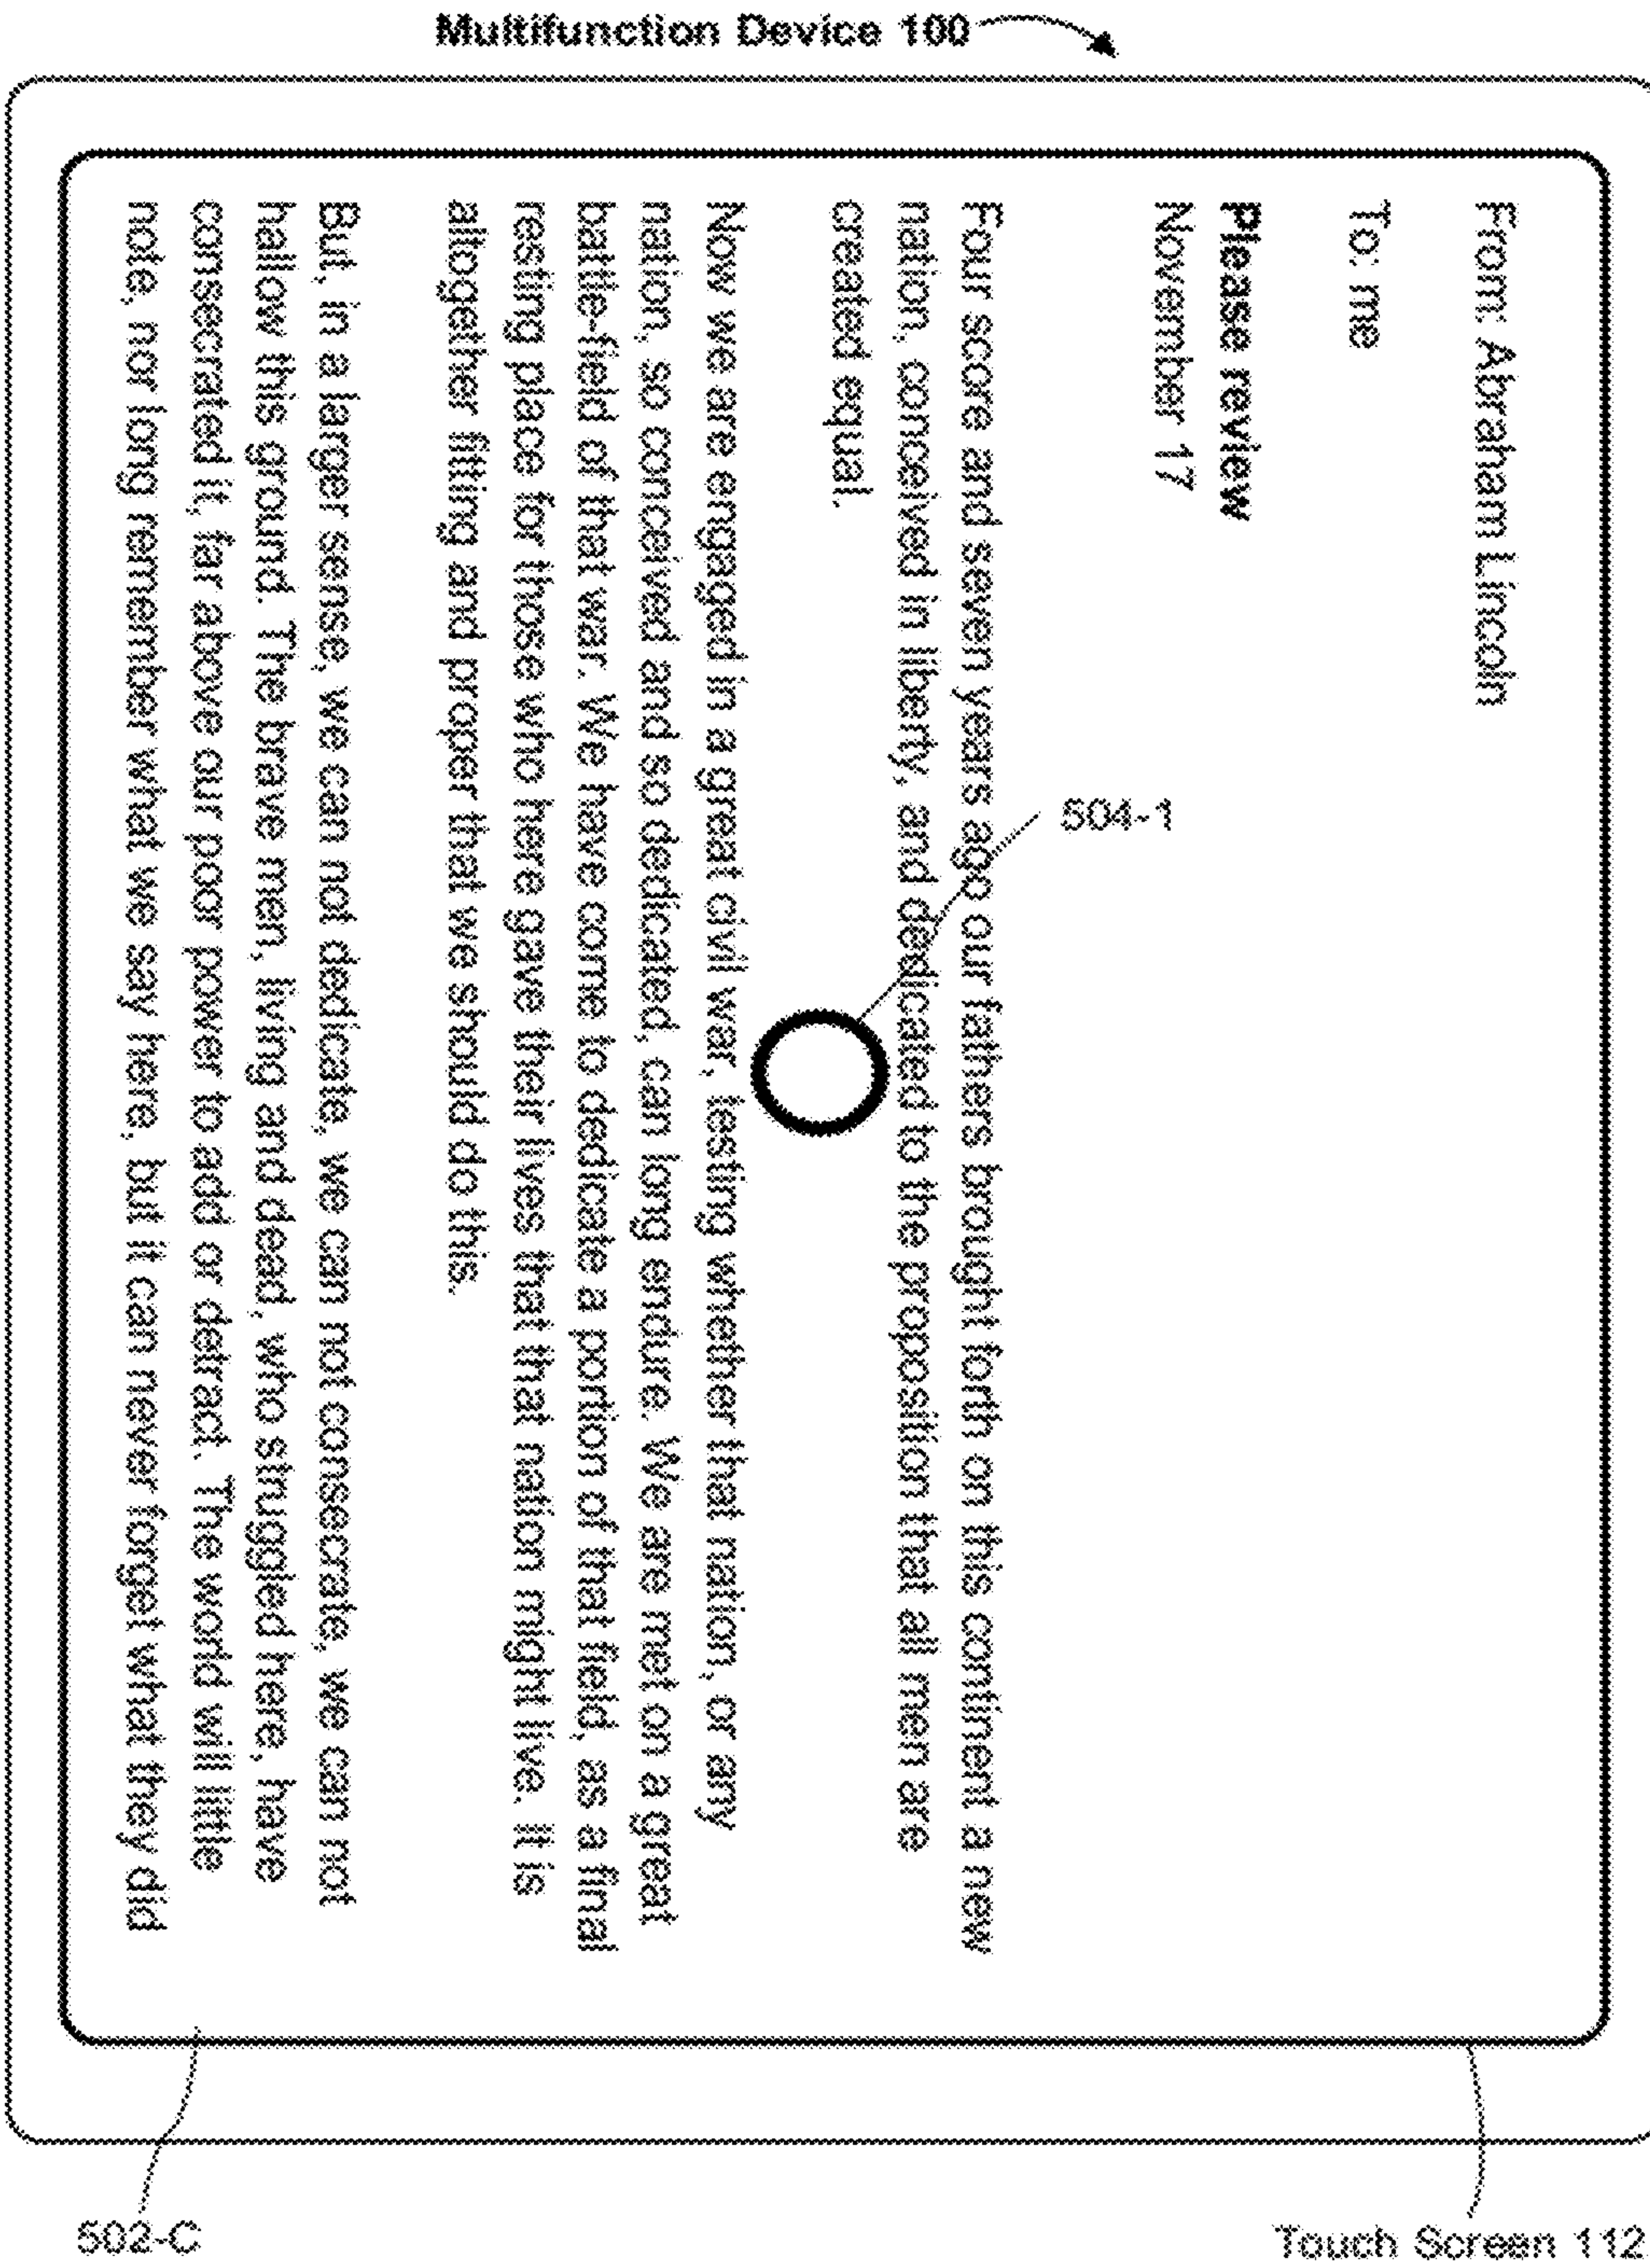 Multifunction Device 100
From: Abraham Lincoln
To: me
Please review
November 17
Four score and seven years ago our fathers brought forth on this continent a new
nation, conceived in liberty, and dedicated to the proposition that all men are
created equal.
Now we are engaged in a great civil war, testing whether that nation, or any
nation, so conceived and so dedicated, can long endure. We are met on a great
battle-field of that war. We have come to dedicate a portion of that field, as a final
resting place for those who here gave their lives that that nation might live. It is
altogether fitting and proper that we should do this.
But, in a larger sense, we can not dedicate, we can not consecrate, we can not
hallow this ground. The brave men, living and dead, who struggled here, have
consecrated it, far above our poor power to add or detract. The world will little
note, nor long remember what we say here, but it can never forget what they did
504-1
502-C
Touch Screen 112